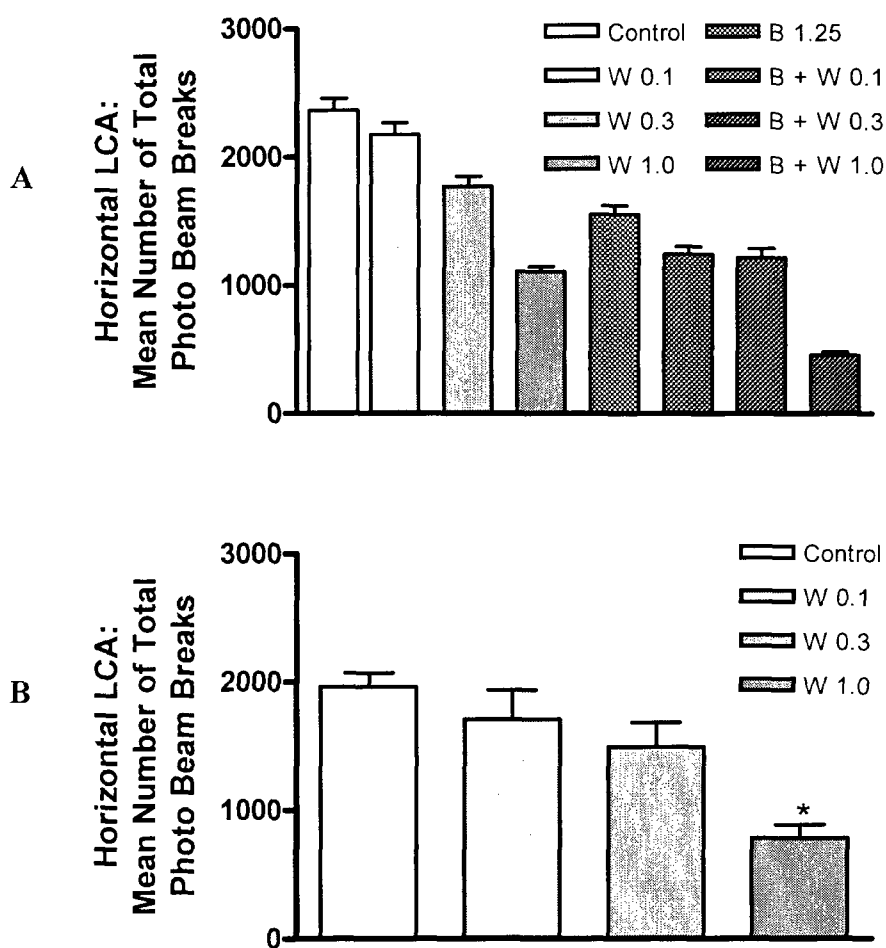 A
Horizontal LCA:
Mean Number of Total
Photo Beam Breaks
3000
2000
1000
0
Control
W 0.1
W 0.3
W 1.0
B 1.25
B + W 0.1
B + W 0.3
B + W 1.0
B
Horizontal LCA:
Mean Number of Total
Photo Beam Breaks
3000
2000
1000
0
Control
W 0.1
W 0.3
W 1.0
*